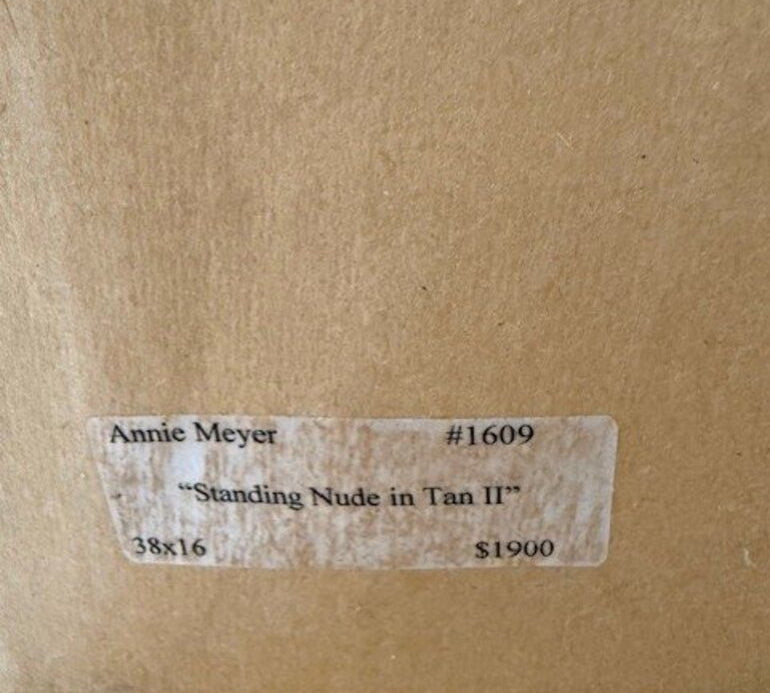 Annie Meyer #1609
“Standing Nude in Tan II”
38x16 $1900